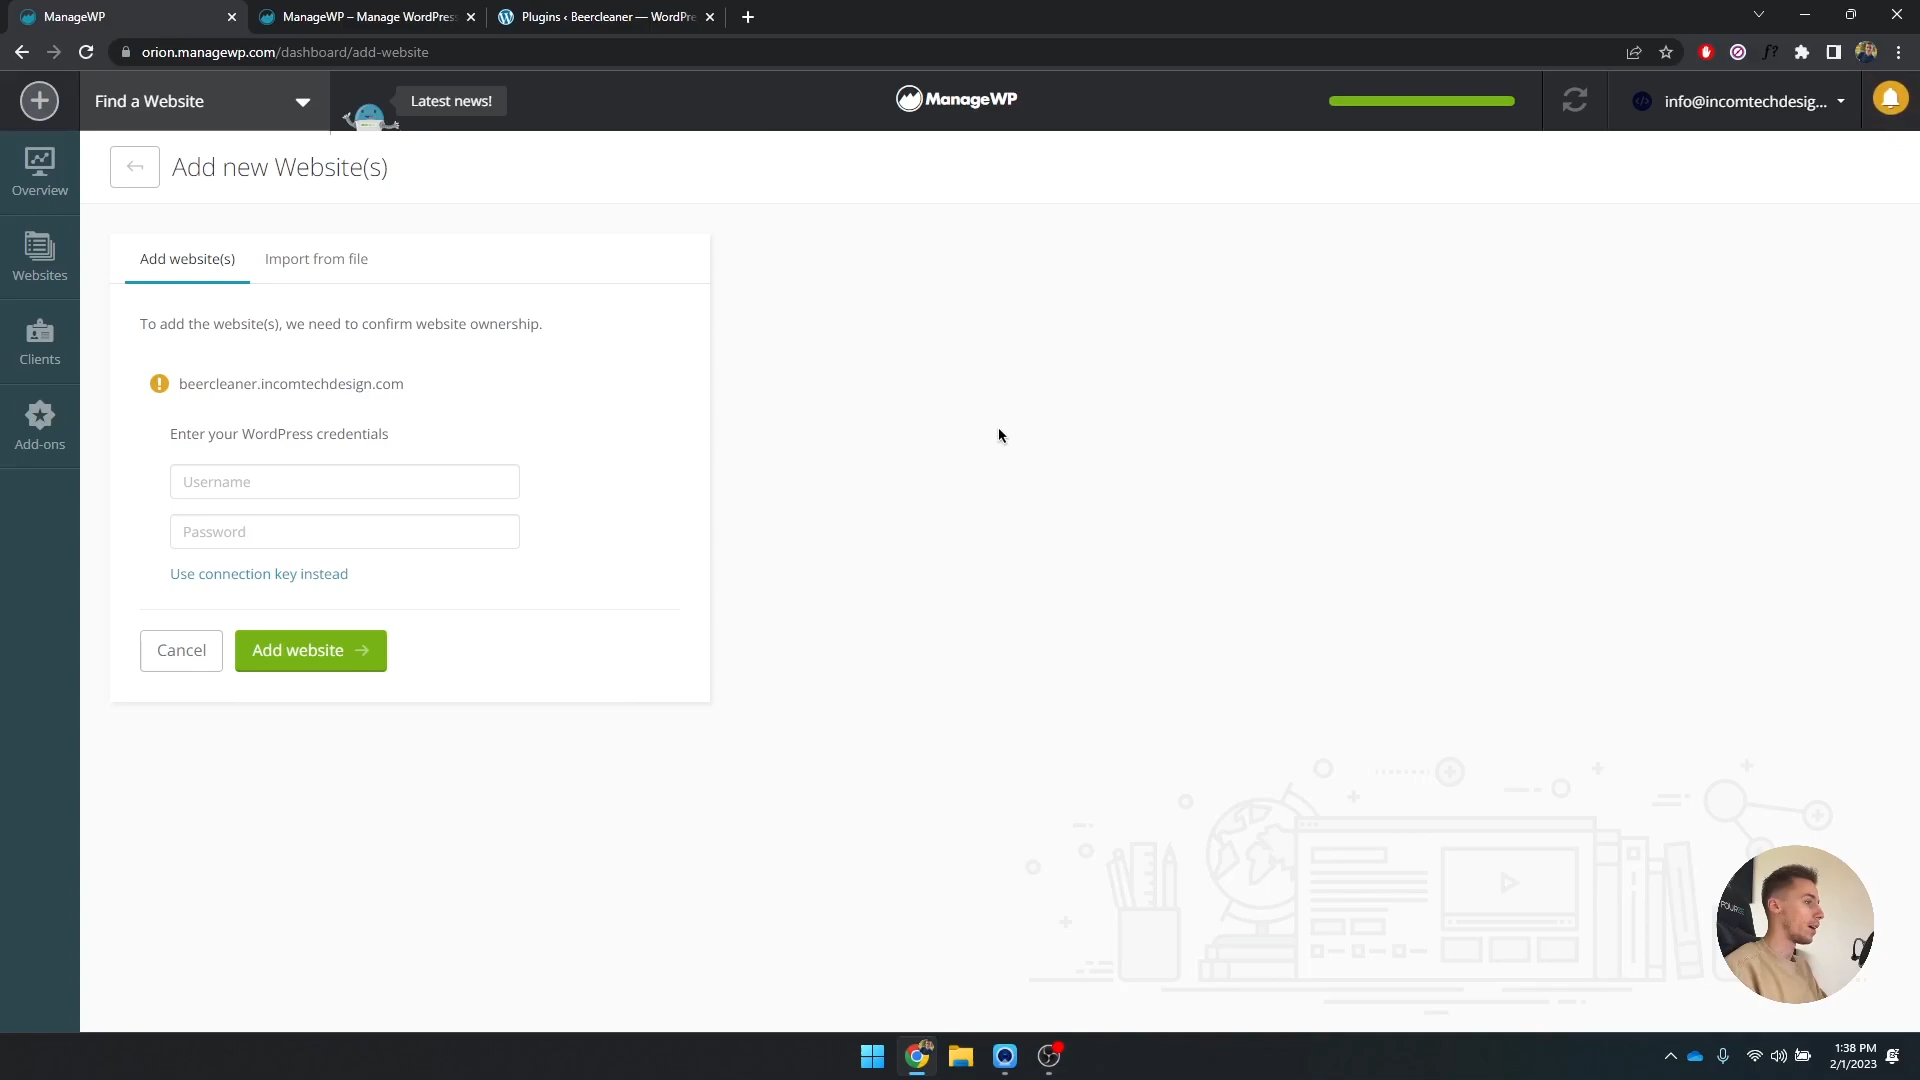 ManageWP
ManageWP – Manage WordPress
Plugins ‹ Beercleaner — WordPre
orion.managewp.com/dashboard/add-website
f?
Find a Website
Latest news!
ManageWP
info@incomtechdesig...
Overview
Websites
Clients
Add-ons
Add new Website(s)
Add website(s)
Import from file
To add the website(s), we need to confirm website ownership.
beercleaner.incomtechdesign.com
Enter your WordPress credentials
Username
Password
Use connection key instead
Cancel
Add website
1:38 PM
2/1/2023